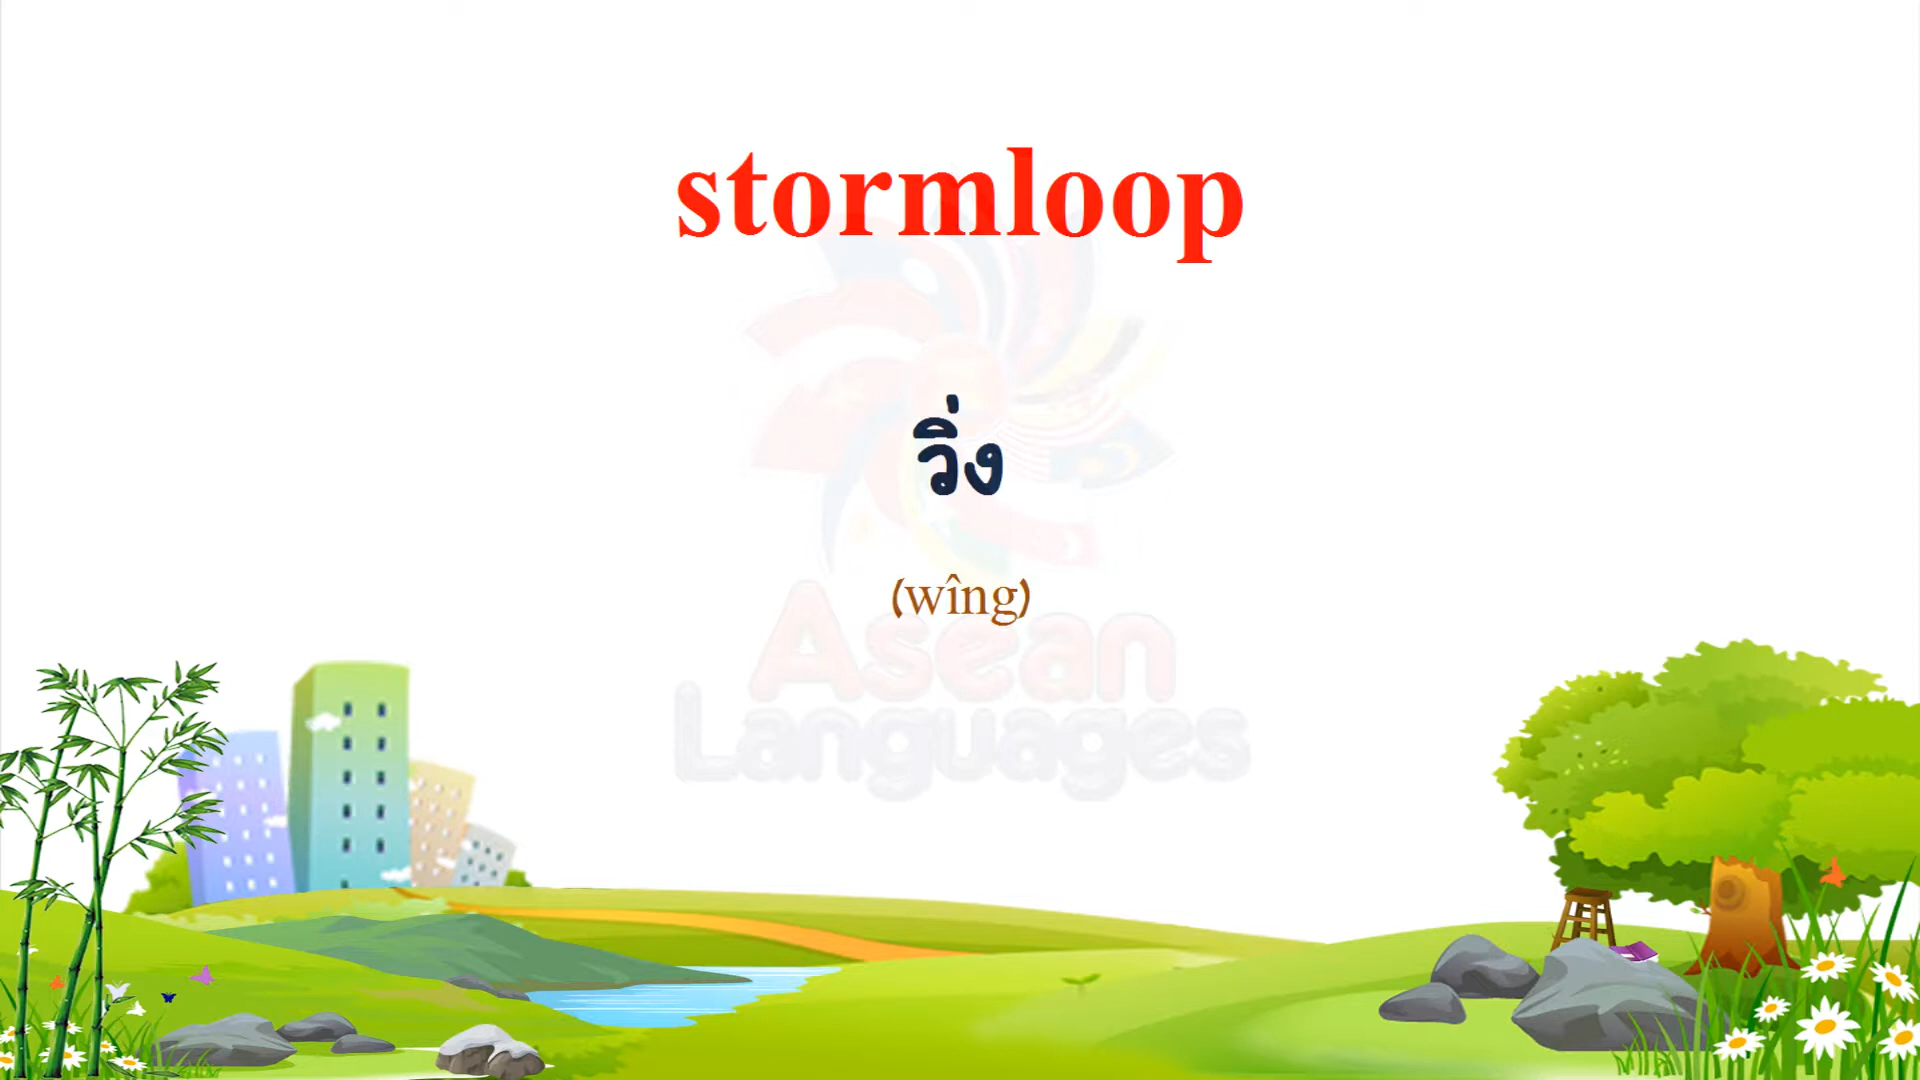 stormloop
วิ่ง
(wîng)
Asean
Languages